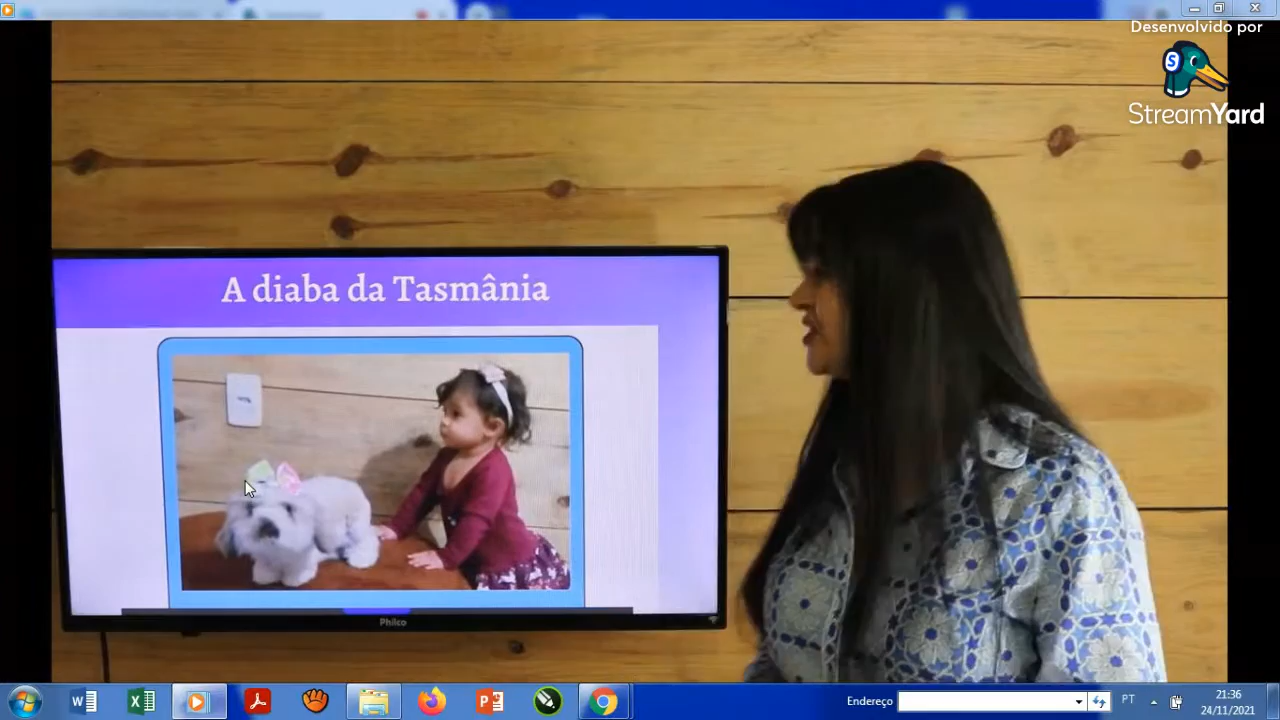 Desenvolvido por
StreamYard
A diaba da Tasmânia
Philco
Endereço
PT
21:36
24/11/2021